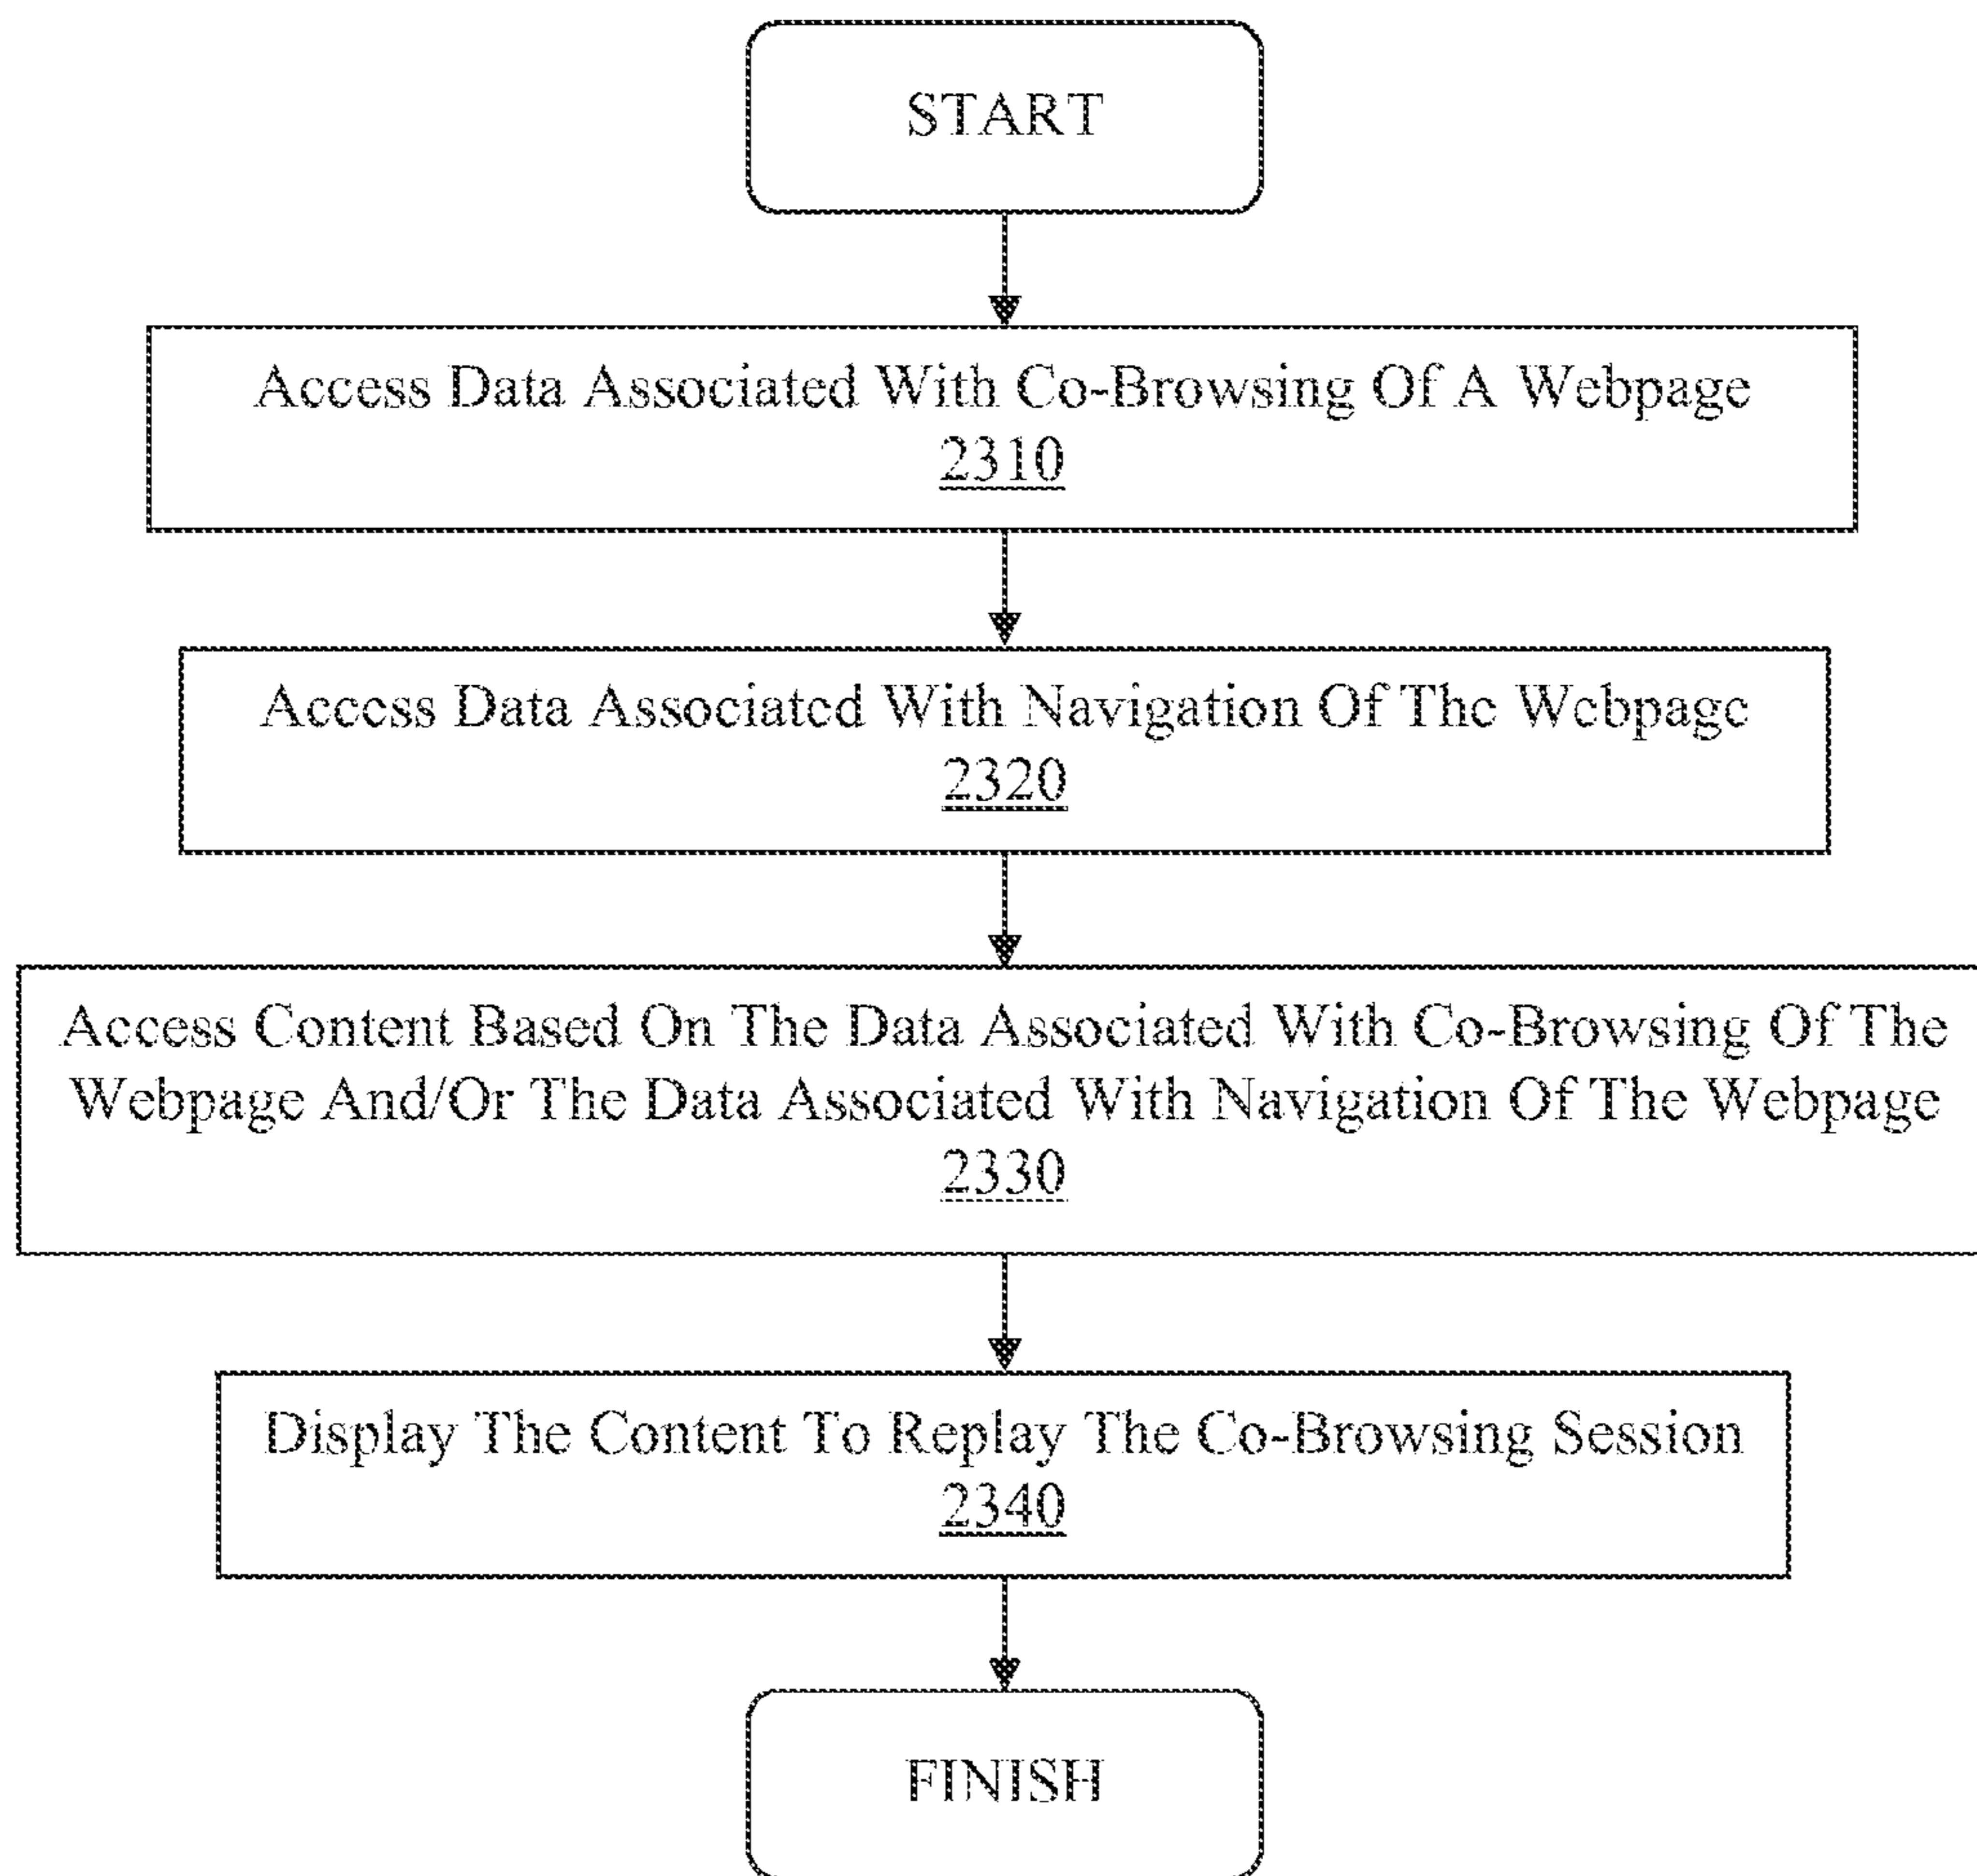 START
Access Data Associated With Co-Browsing Of A Webpage
2310
Access Data Associated With Navigation Of The Webpage
2320
Access Content Based On The Data Associated With Co-Browsing Of The
Webpage And/Or The Data Associated With Navigation Of The Webpage
2330
Display The Content To Replay The Co-Browsing Session
2340
FINISH